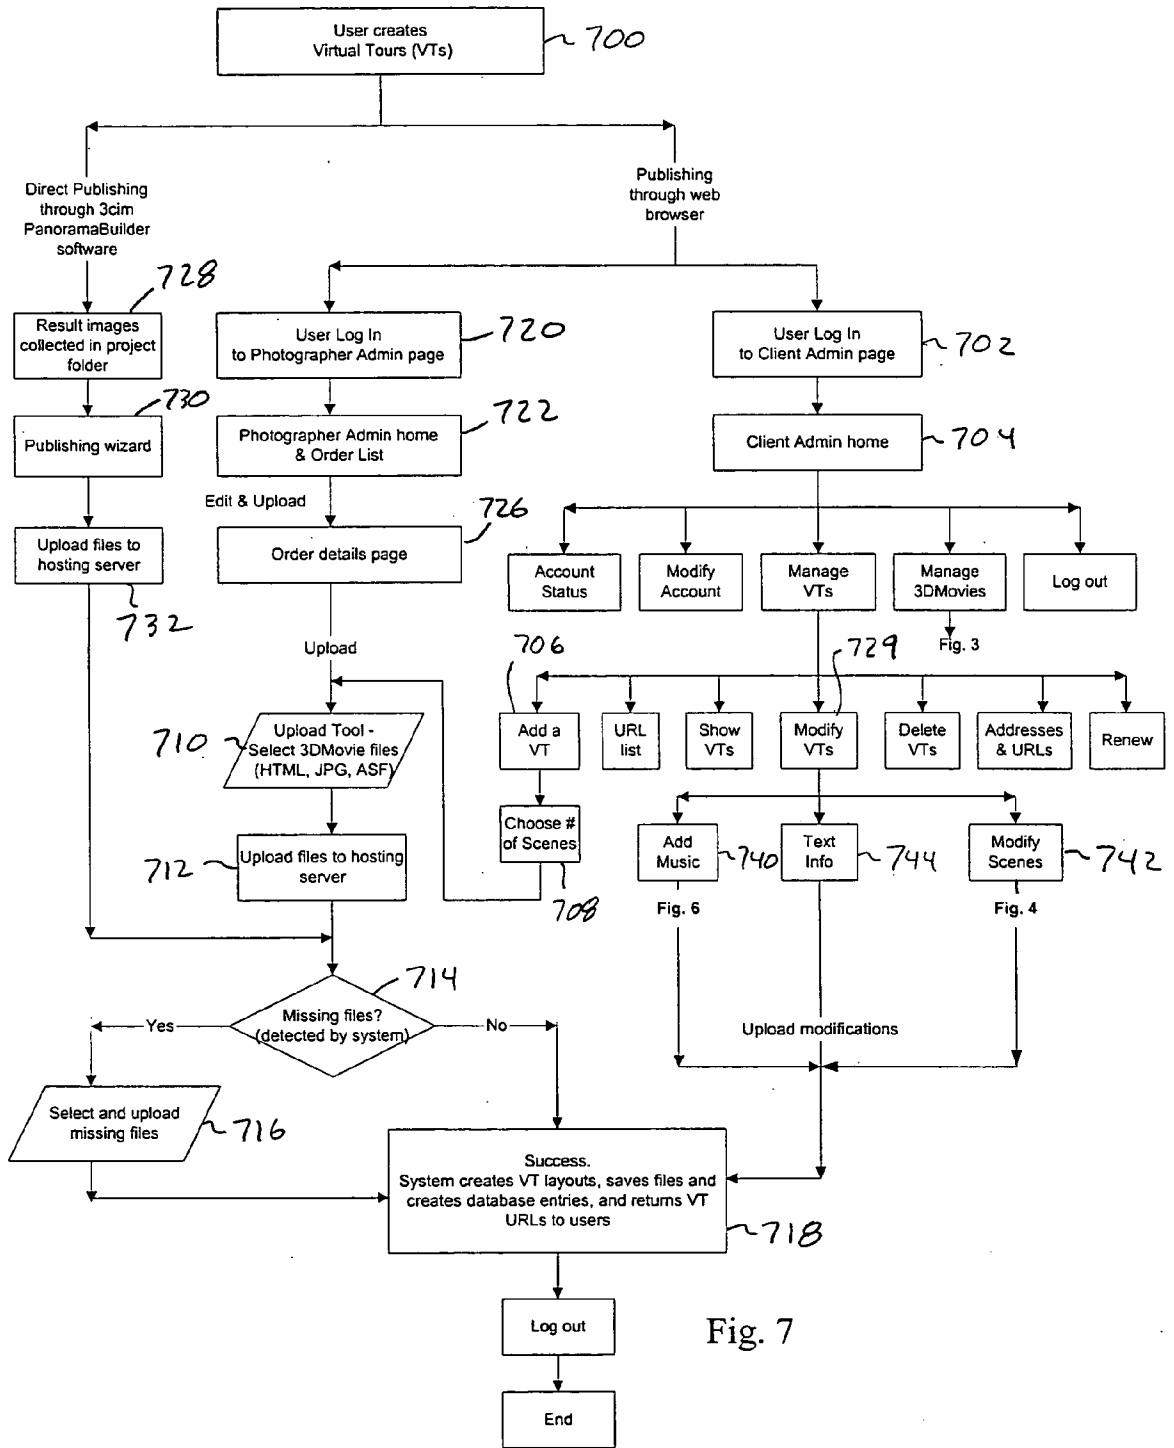 User creates
Virtual Tours (VTs)
700
Direct Publishing
through 3cim
PanoramaBuilder
software
Publishing
through web
browser
728
Result images
collected in project
folder
User Log In
to Photographer Admin page
720
User Log In
to Client Admin page
702
730
Publishing wizard
Photographer Admin home
& Order List
722
Client Admin home
704
Edit & Upload
726
Upload files to
hosting server
732
Order details page
Account
Status
Modify
Account
Manage
VTs
Manage
3DMovies
Log out
Fig. 3
Upload
706
729
710
Upload Tool -
Select 3DMovie files
(HTML, JPG, ASF)
Add a
VT
URL
list
Show
VTs
Modify
VTs
Delete
VTs
Addresses
& URLs
Renew
Choose #
of Scenes
708
Add
Music
740
Text
Info
744
Modify
Scenes
742
712
Upload files to hosting
server
Fig. 6
Fig. 4
714
Missing files?
(detected by system)
Yes
No
Upload modifications
Select and upload
missing files
716
Success.
System creates VT layouts, saves files and
creates database entries, and returns VT
URLs to users
718
Log out
Fig. 7
End